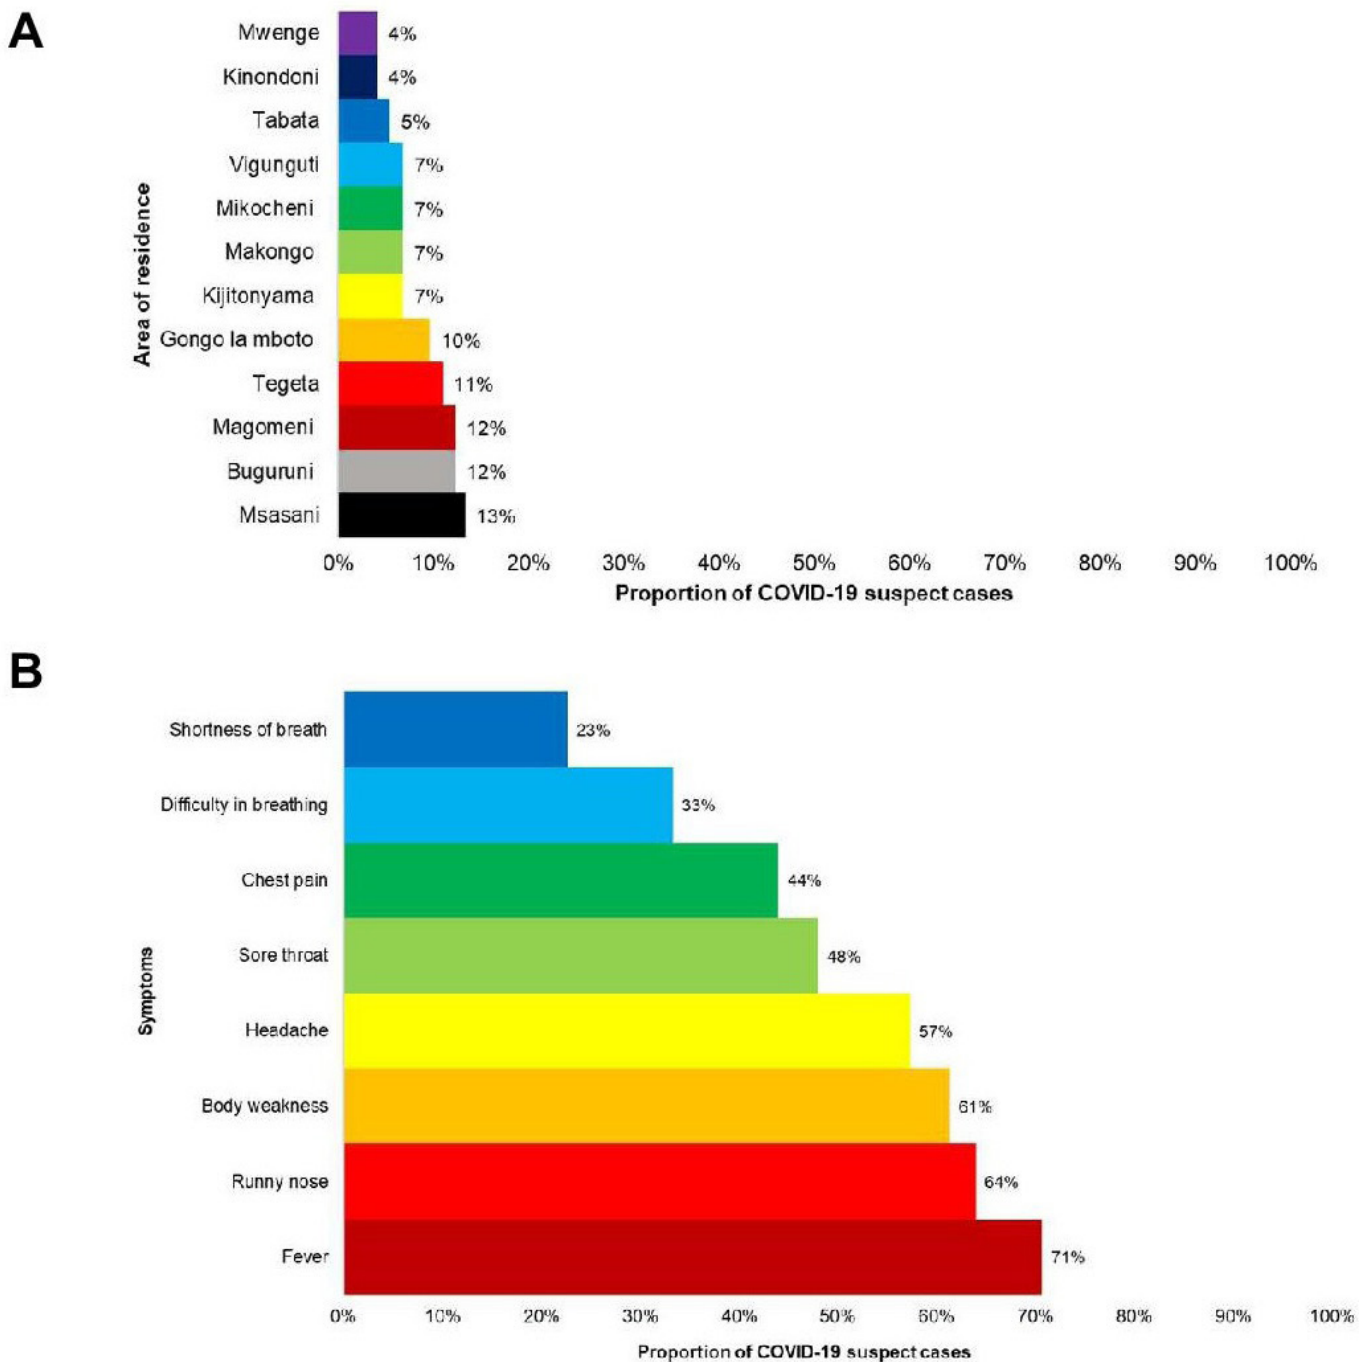 A
Mwenge 4%
Kinondoni 4%
Tabata 5%
Vigunguti 7%
Mikocheni 7%
Makongo 7%
Kijitonyama 7%
Gongo la mboto 10%
Tegeta 11%
Magomeni 12%
Buguruni 12%
Msasani 13%
Area of residence
0% 10% 20% 30% 40% 50% 60% 70% 80% 90% 100%
Proportion of COVID-19 suspect cases
B
Shortness of breath 23%
Difficulty in breathing 33%
Chest pain 44%
Sore throat 48%
Headache 57%
Body weakness 61%
Runny nose 64%
Fever 71%
Symptoms
0% 10% 20% 30% 40% 50% 60% 70% 80% 90% 100%
Proportion of COVID-19 suspect cases